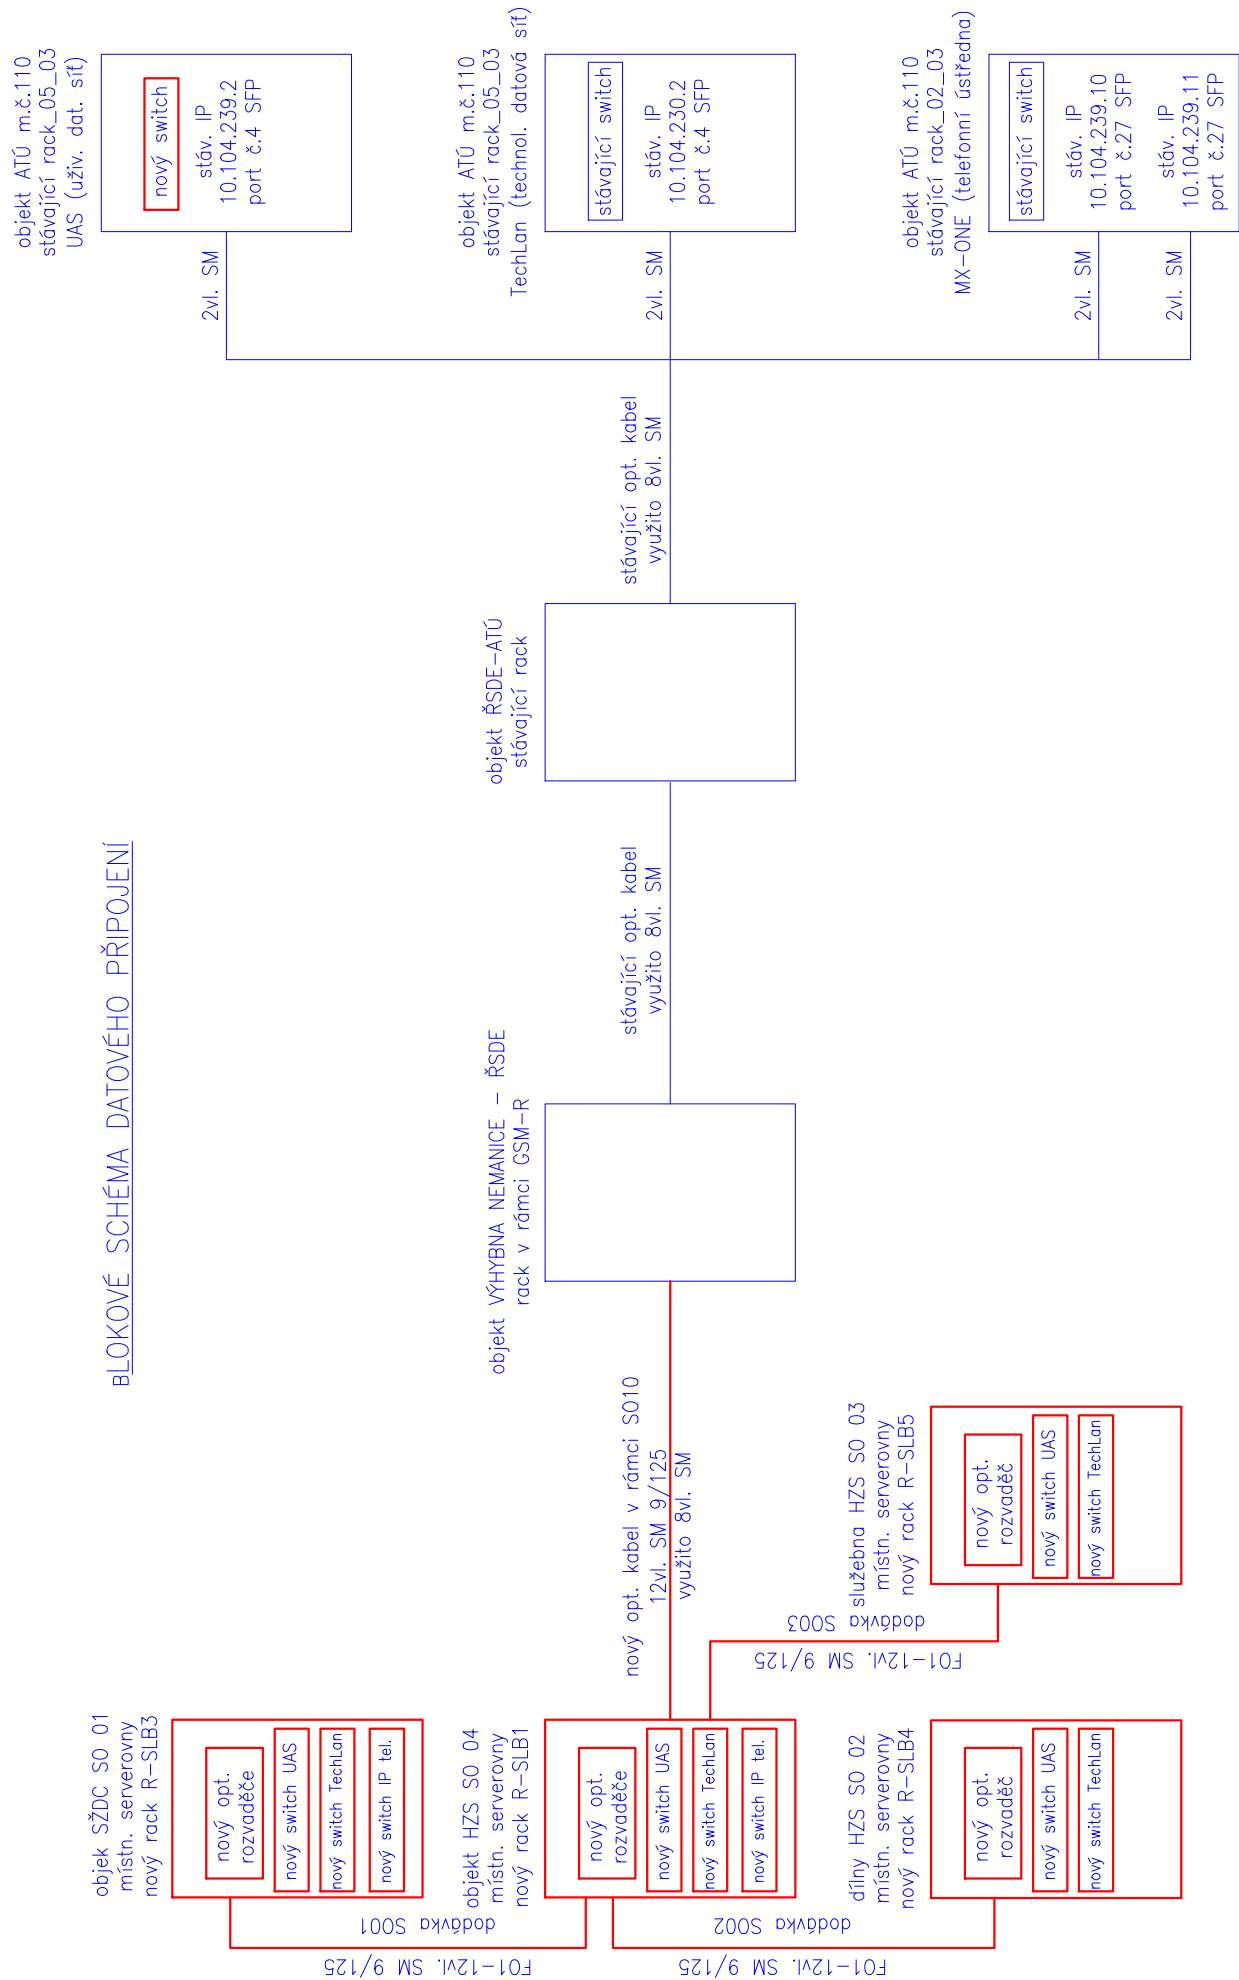 BLOKOVÉ SCHÉMA DATOVÉHO PŘIPOJENÍ
objek SŽDC SO 01
místn. serverovny
nový rack R-SLB3
nový opt.
rozvaděče
nový switch UAS
nový switch TechLan
nový switch IP tel.
dodávka SO01
FO1-12vl. SM 9/125
objekt HZS SO 04
místn. serverovny
nový rack R-SLB1
nový opt.
rozvaděče
nový switch UAS
nový switch TechLan
nový switch IP tel.
dodávka SO02
FO1-12vl. SM 9/125
dílny HZS SO 02
místn. serverovny
nový rack R-SLB4
nový opt.
rozvaděč
nový switch UAS
nový switch TechLan
dodávka SO03
FO1-12vl. SM 9/125
služebna HZS SO 03
místn. serverovny
nový rack R-SLB5
nový opt.
rozvaděč
nový switch UAS
nový switch TechLan
nový opt. kabel v rámci SO10
12vl. SM 9/125
využito 8vl. SM
objekt VÝHYBNA NEMANICE - ŘSDE
rack v rámci GSM-R
stávající opt. kabel
využito 8vl. SM
objekt ŘSDE-ATÚ
stávající rack
stávající opt. kabel
využito 8vl. SM
2vl. SM
objekt ATÚ m.č.110
stávající rack_05_03
UAS (uživ. dat. síť)
nový switch
stáv. IP
10.104.239.2
port č.4 SFP
2vl. SM
objekt ATÚ m.č.110
stávající rack_05_03
TechLan (technol. datová síť)
stávající switch
stáv. IP
10.104.230.2
port č.4 SFP
2vl. SM
2vl. SM
objekt ATÚ m.č.110
stávající rack_02_03
MX-ONE (telefonní ústředna)
stávající switch
stáv. IP
10.104.239.10
port č.27 SFP
stáv. IP
10.104.239.11
port č.27 SFP